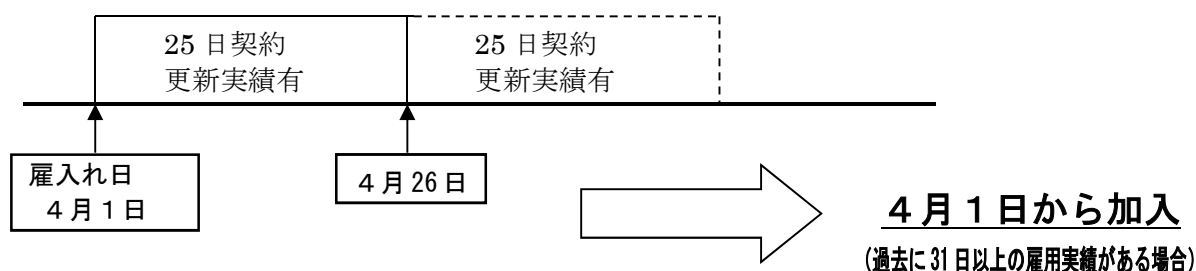 25日契約
更新実績有
25日契約
更新実績有
雇入れ日
４月１日
４月26日
４月１日から加入
(過去に31日以上の雇用実績がある場合)